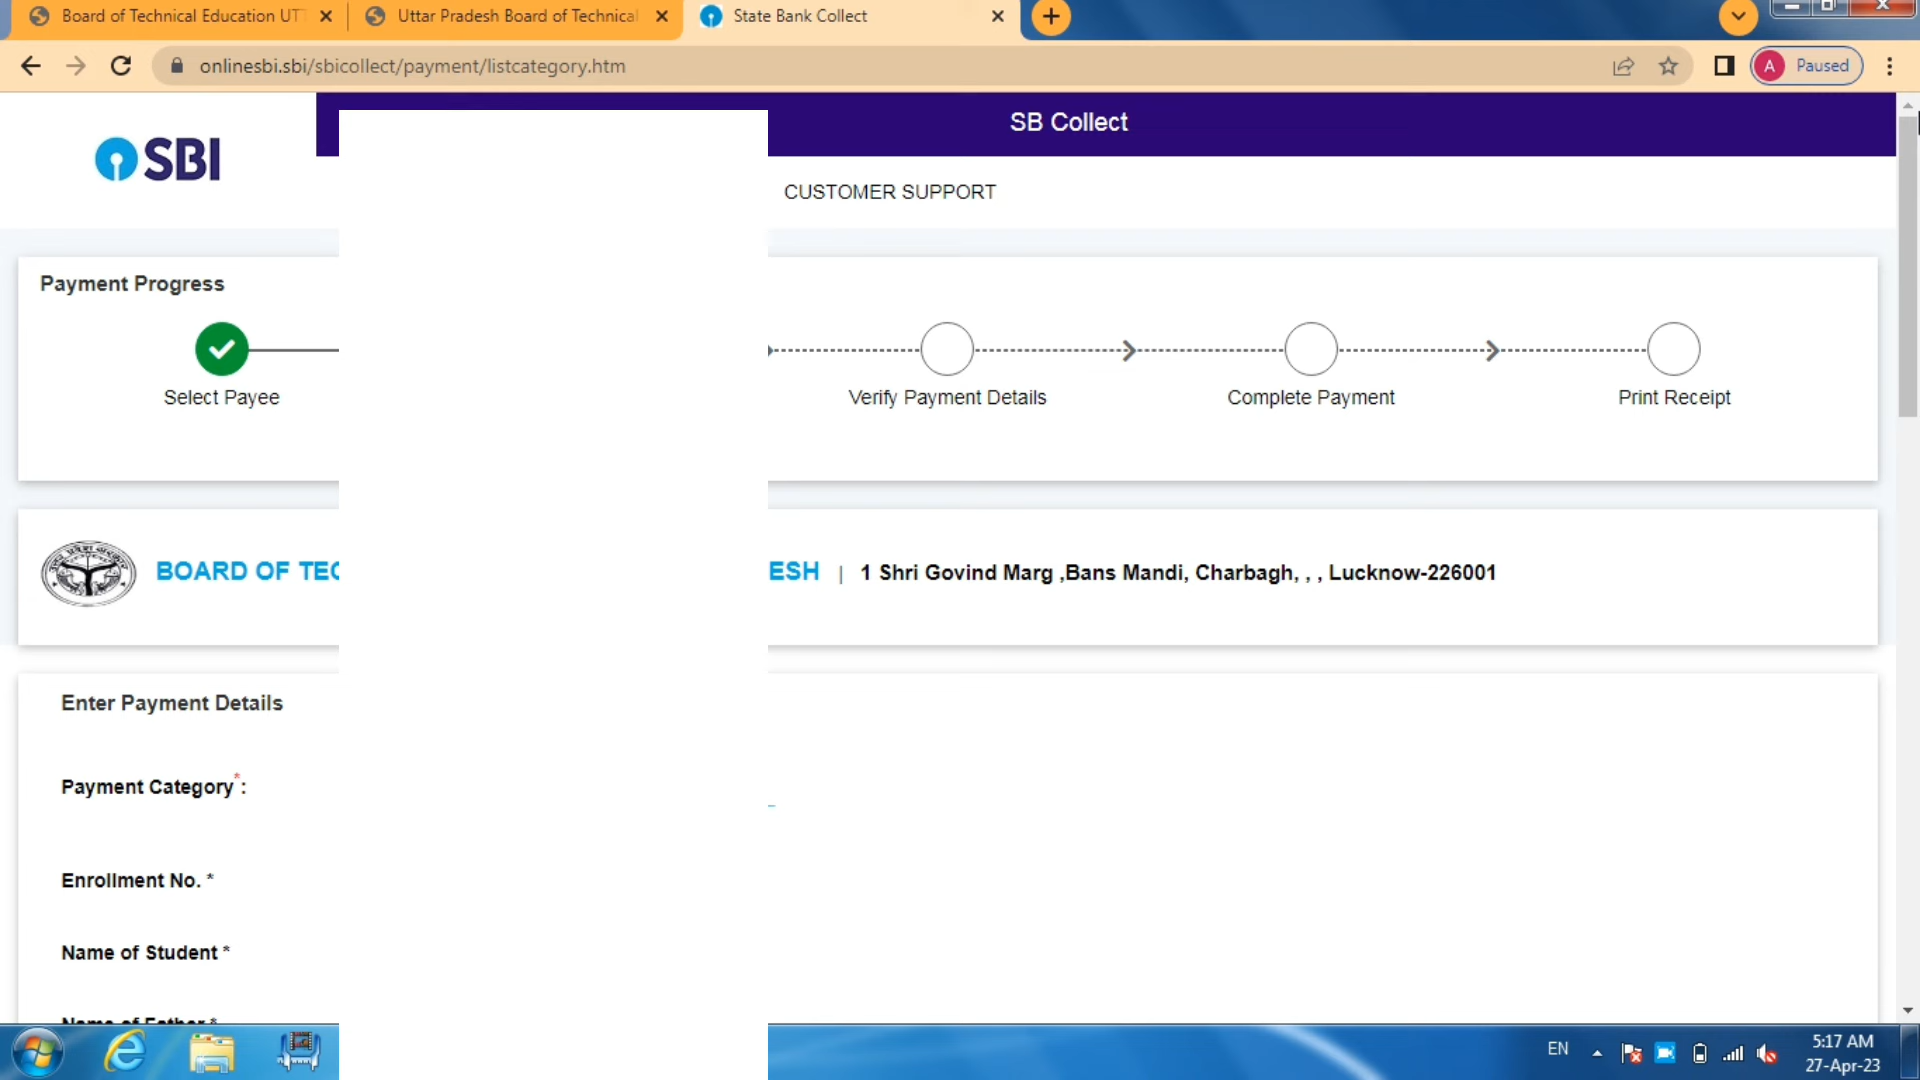 Board of Technical Education UT
Uttar Pradesh Board of Technical
State Bank Collect
onlinesbi.sbi/sbicollect/payment/listcategory.htm
A
Paused
SBI
SB Collect
CUSTOMER SUPPORT
Payment Progress
Select Payee
Verify Payment Details
Complete Payment
Print Receipt
BOARD OF TEC
ESH | 1 Shri Govind Marg ,Bans Mandi, Charbagh, , , Lucknow-226001
Enter Payment Details
Payment Category*:
Enrollment No. *
Name of Student *
Name of Father *
EN
5:17 AM
27-Apr-23